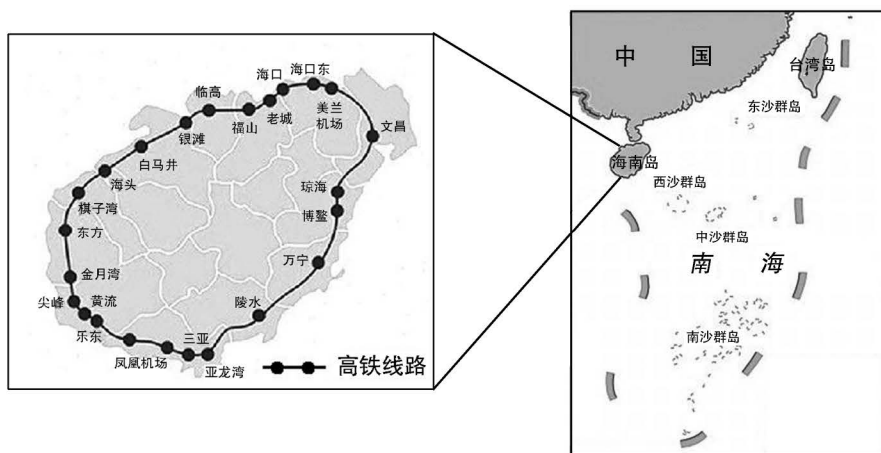 海口
海口东
临高
福山
老城
美兰
机场
银滩
文昌
白马井
海头
琼海
棋子湾
博鳌
东方
万宁
金月湾
尖峰
黄流
陵水
乐东
三亚
凤凰机场
亚龙湾
高铁线路
中国
台湾岛
东沙群岛
海南岛
西沙群岛
中沙群岛
南海
南沙群岛